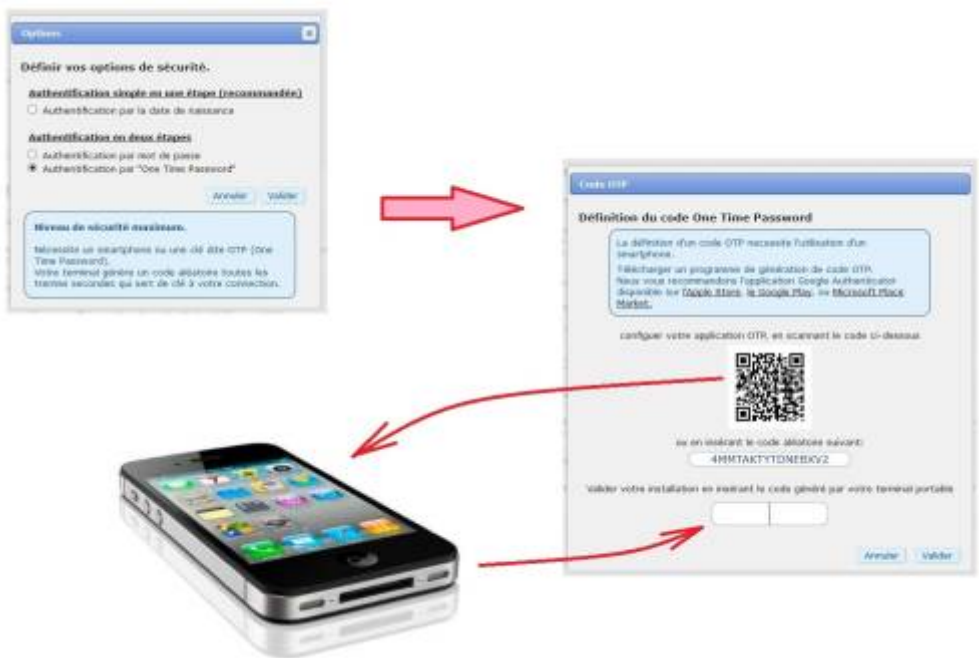 Options
Définir vos options de sécurité.
Authentification simple en une étape (recommandée)
Authentification par la date de naissance
Authentification en deux étapes
Authentification par mot de passe
Authentification par "One Time Password"
Annuler Valider
Niveau de sécurité maximum.
Nécessite un smartphone ou une clé dite OTP (One
Time Password).
Votre terminal génère un code aléatoire toutes les
trentes secondes qui sert de clé à votre connection.
Code OTP
Définition du code One Time Password
La définition d'un code OTP necessite l'utilisation d'un
smartphone.
Télécharger un programme de génération de code OTP.
Nous vous recommandons l'application Google Authenticator
disponible sur l'Apple Store, le Google Play, ou Microsoft Place
Market.
configuer votre application OTP, en scannant le code ci-dessous
ou en insérant le code aléatoire suivant:
4MMTAKTYTDNEBXV2
Valider votre installation en insérant le code généré par votre terminal portable
Annuler Valider